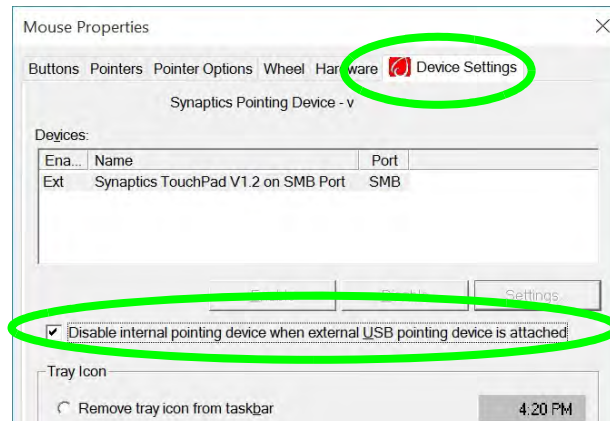 Mouse Properties
Buttons Pointers Pointer Options Wheel Hardware Device Settings
Synaptics Pointing Device - v
Devices:
Ena... Name Port
Ext Synaptics TouchPad V1.2 on SMB Port SMB
Enable Disable Settings
Disable internal pointing device when external USB pointing device is attached
Tray Icon
Remove tray icon from taskbar
4:20 PM